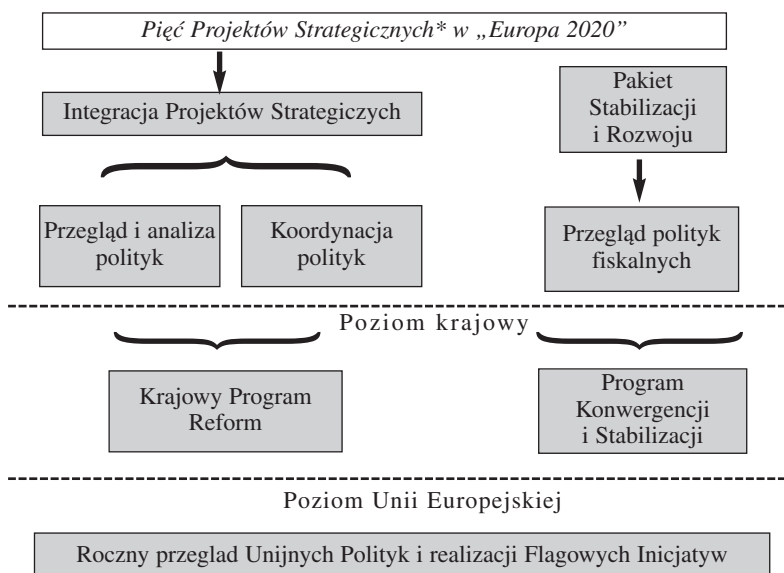 Pięć Projektów Strategicznych* w „Europa 2020”
Integracja Projektów Strategiczych
Pakiet
Stabilizacji
i Rozwoju
Przegląd i analiza
polityk
Koordynacja
polityk
Przegląd polityk
fiskalnych
Poziom krajowy
Krajowy Program
Reform
Program
Konwergencji
i Stabilizacji
Poziom Unii Europejskiej
Roczny przeglad Unijnych Polityk i realizacji Flagowych Inicjatyw